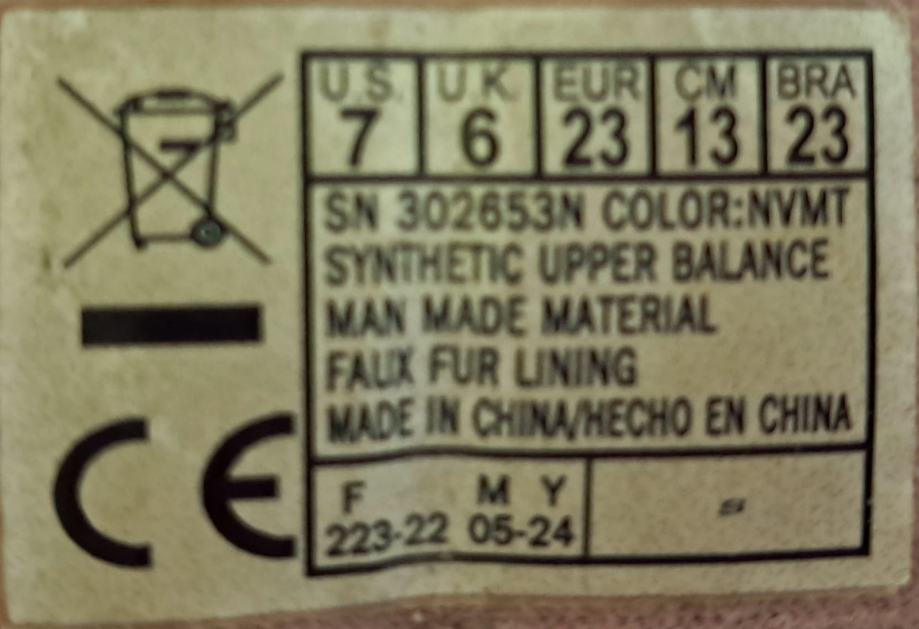 U.S. U.K. EUR CM BRA
7 6 23 13 23
SN 302653N COLOR:NVMT
SYNTHETIC UPPER BALANCE
MAN MADE MATERIAL
FAUX FUR LINING
MADE IN CHINA/HECHO EN CHINA
F M Y
223-22 05-24
CE